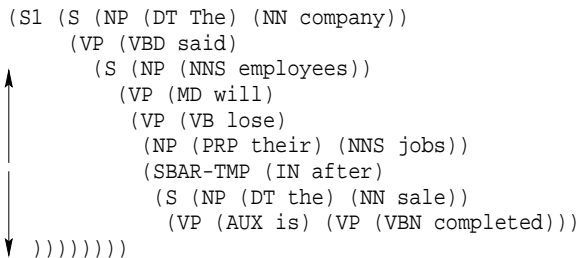 (S1 (S (NP (DT The) (NN company))
(VP (VBD said)
(S (NP (NNS employees))
(VP (MD will)
(VP (VB lose)
(NP (PRP their) (NNS jobs))
(SBAR-TMP (IN after)
(S (NP (DT the) (NN sale))
(VP (AUX is) (VP (VBN completed)))
))))))))